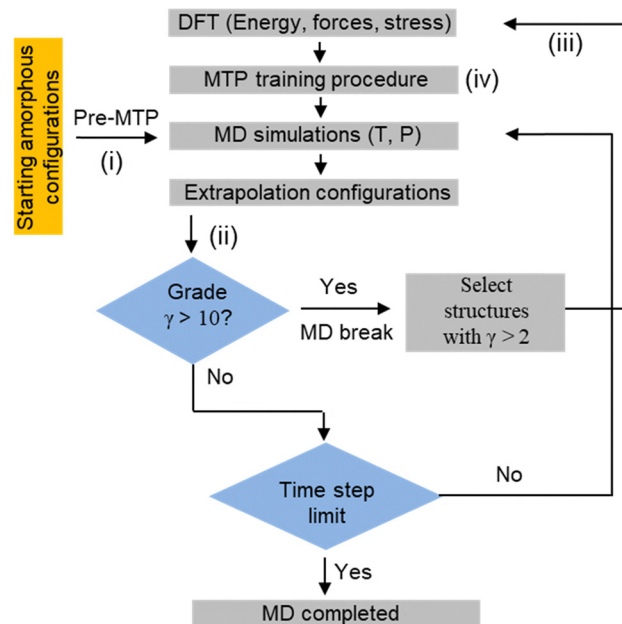 DFT (Energy, forces, stress)
(iii)
MTP training procedure
(iv)
Starting amorphous
configurations
Pre-MTP
(i)
MD simulations (T, P)
Extrapolation configurations
(ii)
Grade
γ > 10?
Yes
MD break
Select
structures
with γ > 2
No
Time step
limit
No
Yes
MD completed